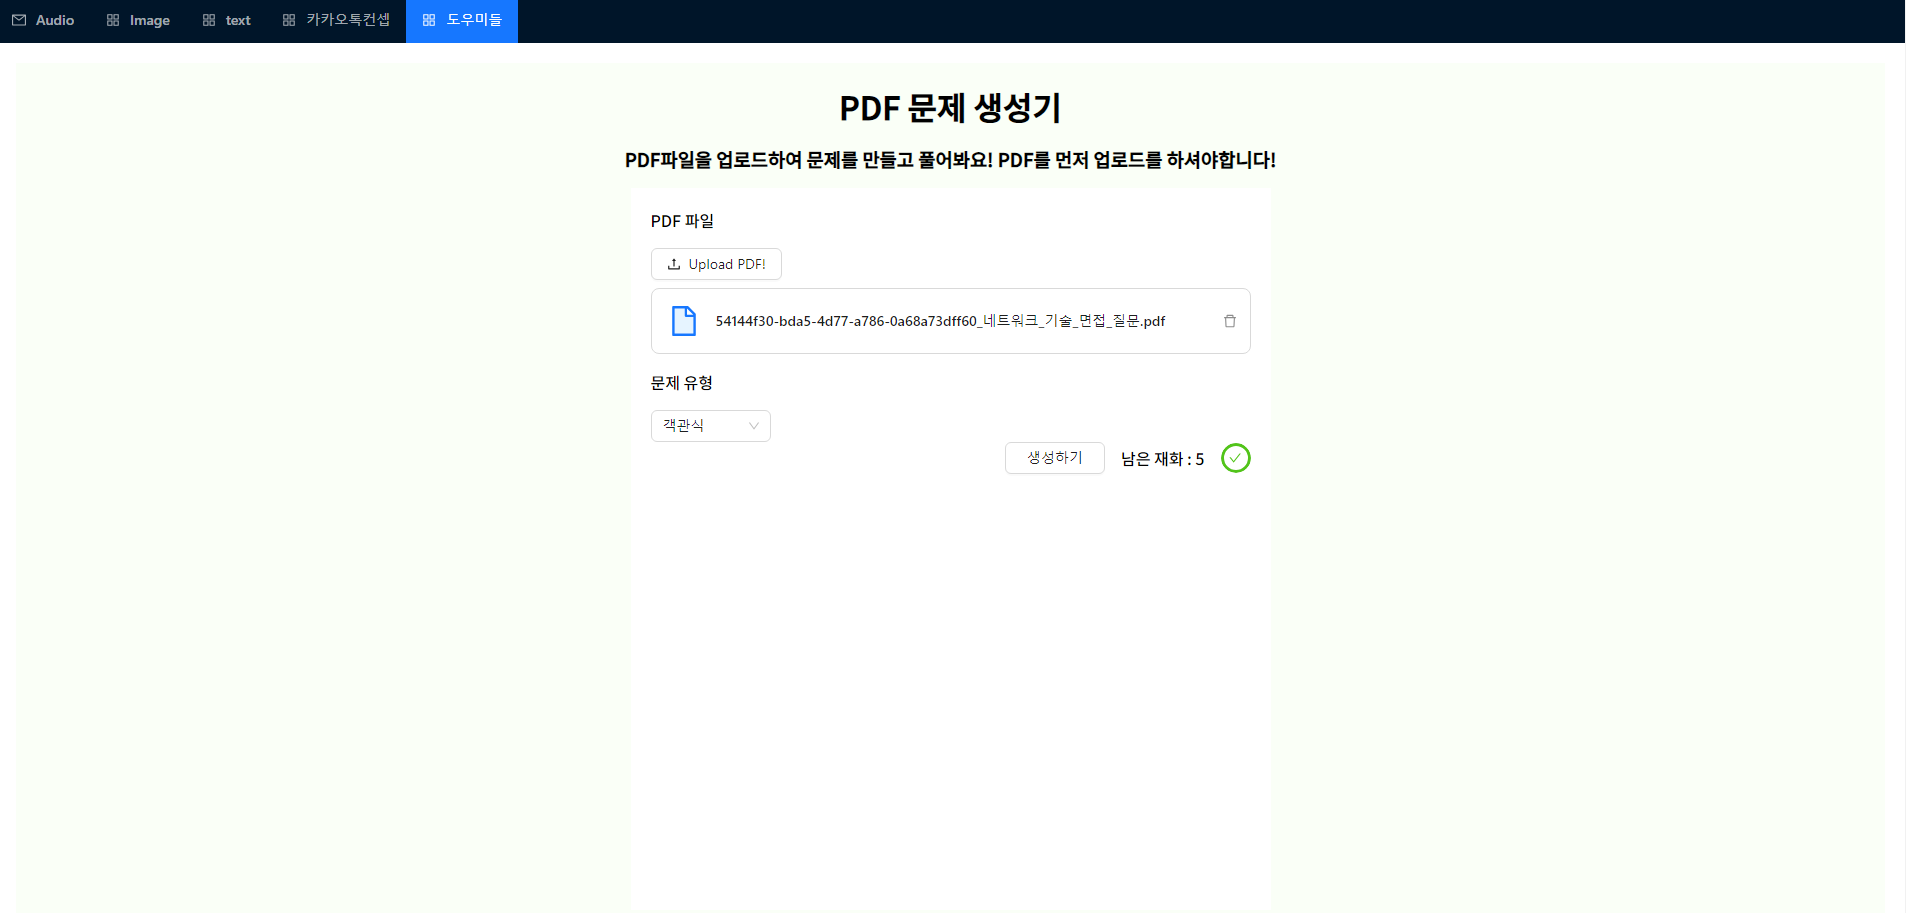 Audio Image text 카카오톡컨셉 도우미들
PDF 문제 생성기
PDF파일을 업로드하여 문제를 만들고 풀어봐요! PDF를 먼저 업로드를 하셔야합니다!
PDF 파일
Upload PDF!
54144f30-bda5-4d77-a786-0a68a73dff60_네트워크_기술_면접_질문.pdf
문제 유형
객관식
생성하기 남은 재화 : 5